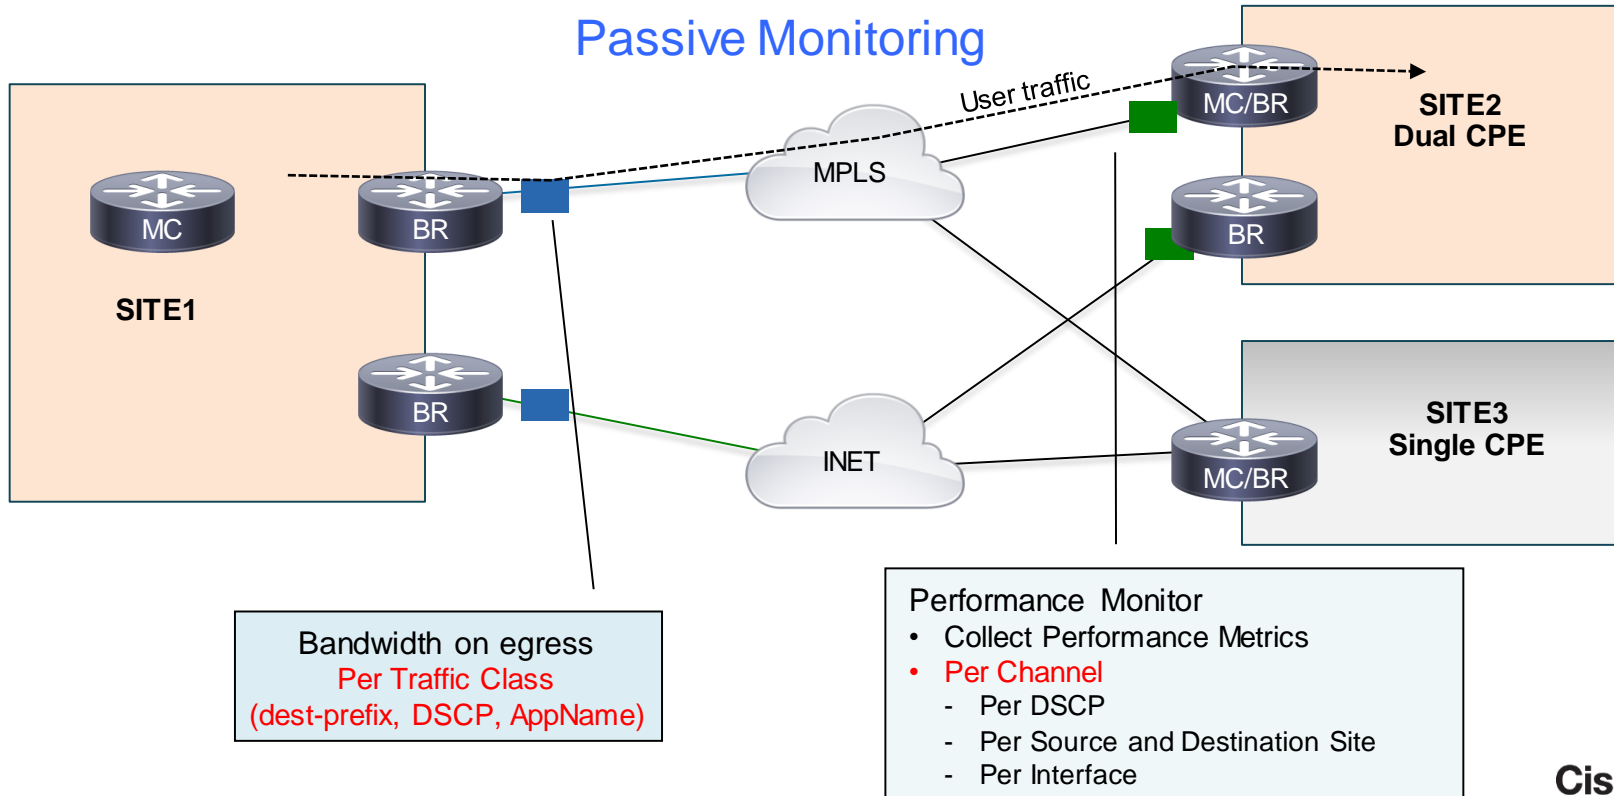 Passive Monitoring
User traffic
MC/BR
SITE2
Dual CPE
MPLS
MC
BR
BR
SITE1
BR
SITE3
Single CPE
INET
MC/BR
Bandwidth on egress
Per Traffic Class
(dest-prefix, DSCP, AppName)
Performance Monitor
• Collect Performance Metrics
• Per Channel
- Per DSCP
- Per Source and Destination Site
- Per Interface
Cis